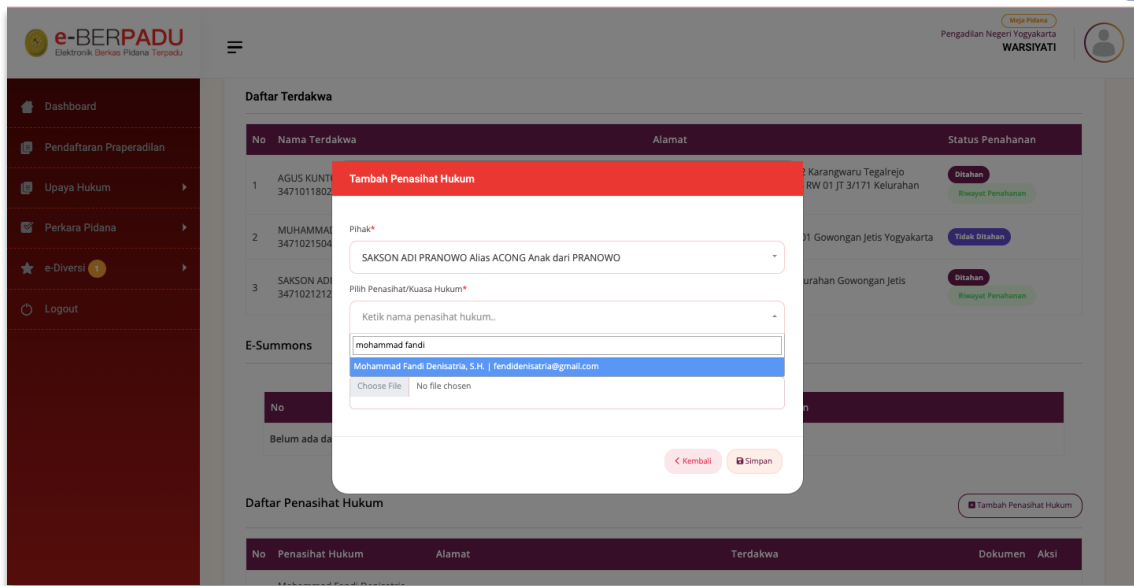 e-BERPADU
Elektronik Berkas Pidana Terpadu
Meja Pidana
Pengadilan Negeri Yogyakarta
WARSIYATI
Dashboard
Pendaftaran Praperadilan
Upaya Hukum
Perkara Pidana
e-Diversi 1
Logout
Daftar Terdakwa
No Nama Terdakwa Alamat Status Penahanan
1 AGUS KUNT
3471011802
2 Karangwaru Tegalrejo
RW 01 JT 3/171 Kelurahan
Ditahan
Riwayat Penahanan
2 MUHAMMAD
3471021504
01 Gowongan Jetis Yogyakarta
Tidak Ditahan
3 SAKSON ADI
3471021212
urahan Gowongan Jetis
Ditahan
Riwayat Penahanan
Tambah Penasihat Hukum
Pihak*
SAKSON ADI PRANOWO Alias ACONG Anak dari PRANOWO
Pilih Penasihat/Kuasa Hukum*
Ketik nama penasihat hukum..
mohammad fandi
Mohammad Fandi Denisatria, S.H. | fendidenisatria@gmail.com
Choose File No file chosen
Kembali Simpan
E-Summons
No
Belum ada da
Daftar Penasihat Hukum
Tambah Penasihat Hukum
No Penasihat Hukum Alamat Terdakwa Dokumen Aksi
Mohammad Fandi Denisatria